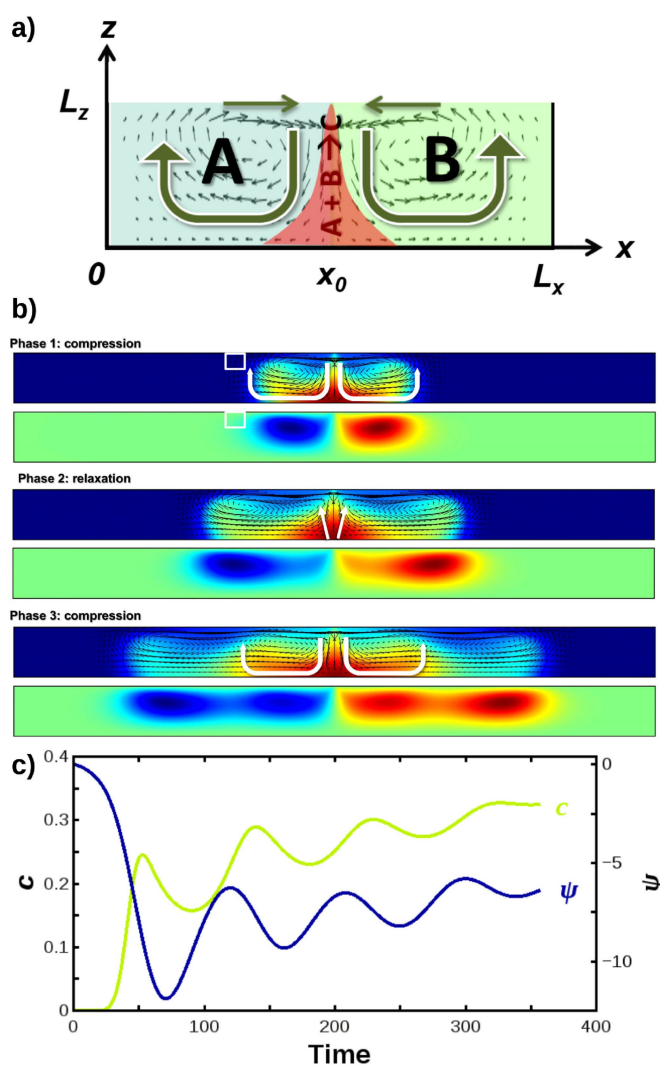 a)
z
L_z
A
B
A + B → C
0
x_0
L_x
x
b)
Phase 1: compression
Phase 2: relaxation
Phase 3: compression
c)
0.4
0.3
0.2
0.1
0
c
c
ψ
0
−5
−10
ψ
0
100
200
300
400
Time